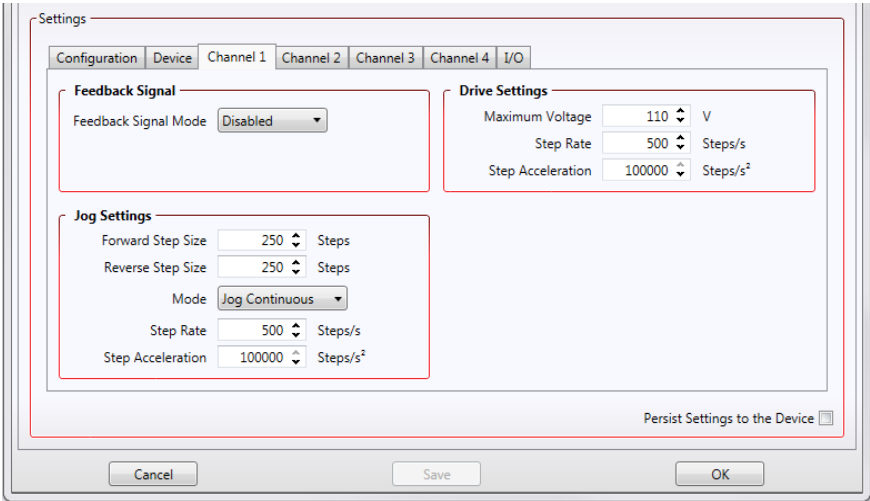 Settings
Configuration Device Channel 1 Channel 2 Channel 3 Channel 4 I/O
Feedback Signal
Feedback Signal Mode Disabled
Drive Settings
Maximum Voltage 110 V
Step Rate 500 Steps/s
Step Acceleration 100000 Steps/s²
Jog Settings
Forward Step Size 250 Steps
Reverse Step Size 250 Steps
Mode Jog Continuous
Step Rate 500 Steps/s
Step Acceleration 100000 Steps/s²
Persist Settings to the Device
Cancel Save OK